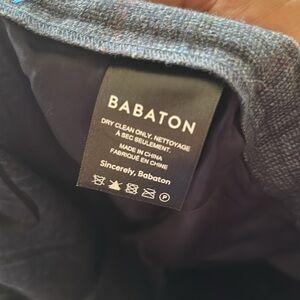 BABATON
DRY CLEAN ONLY. NETTOYAGE
À SEC SEULEMENT.
MADE IN CHINA
FABRIQUÉ EN CHINE
Sincerely, Babaton
P